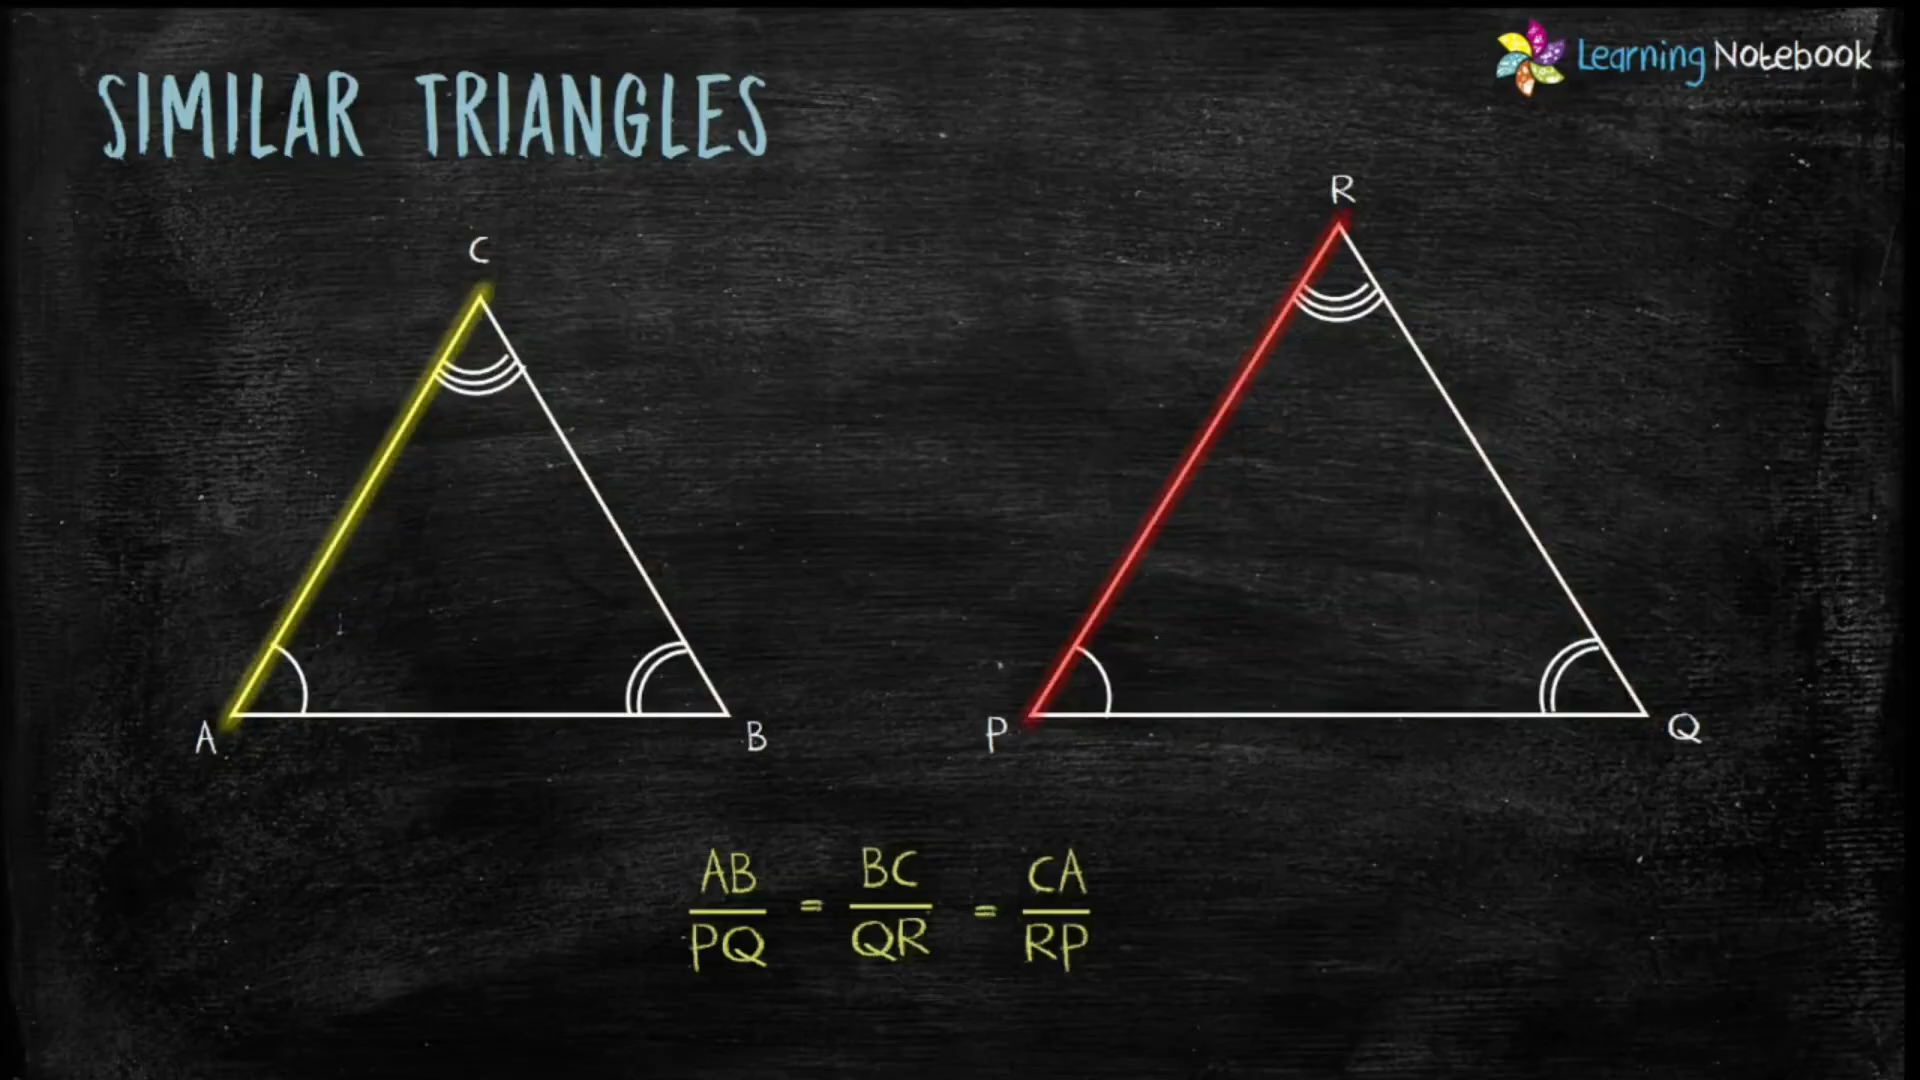 Learning Notebook
SIMILAR TRIANGLES
R
C
A
B
P
Q
AB/PQ = BC/QR = CA/RP